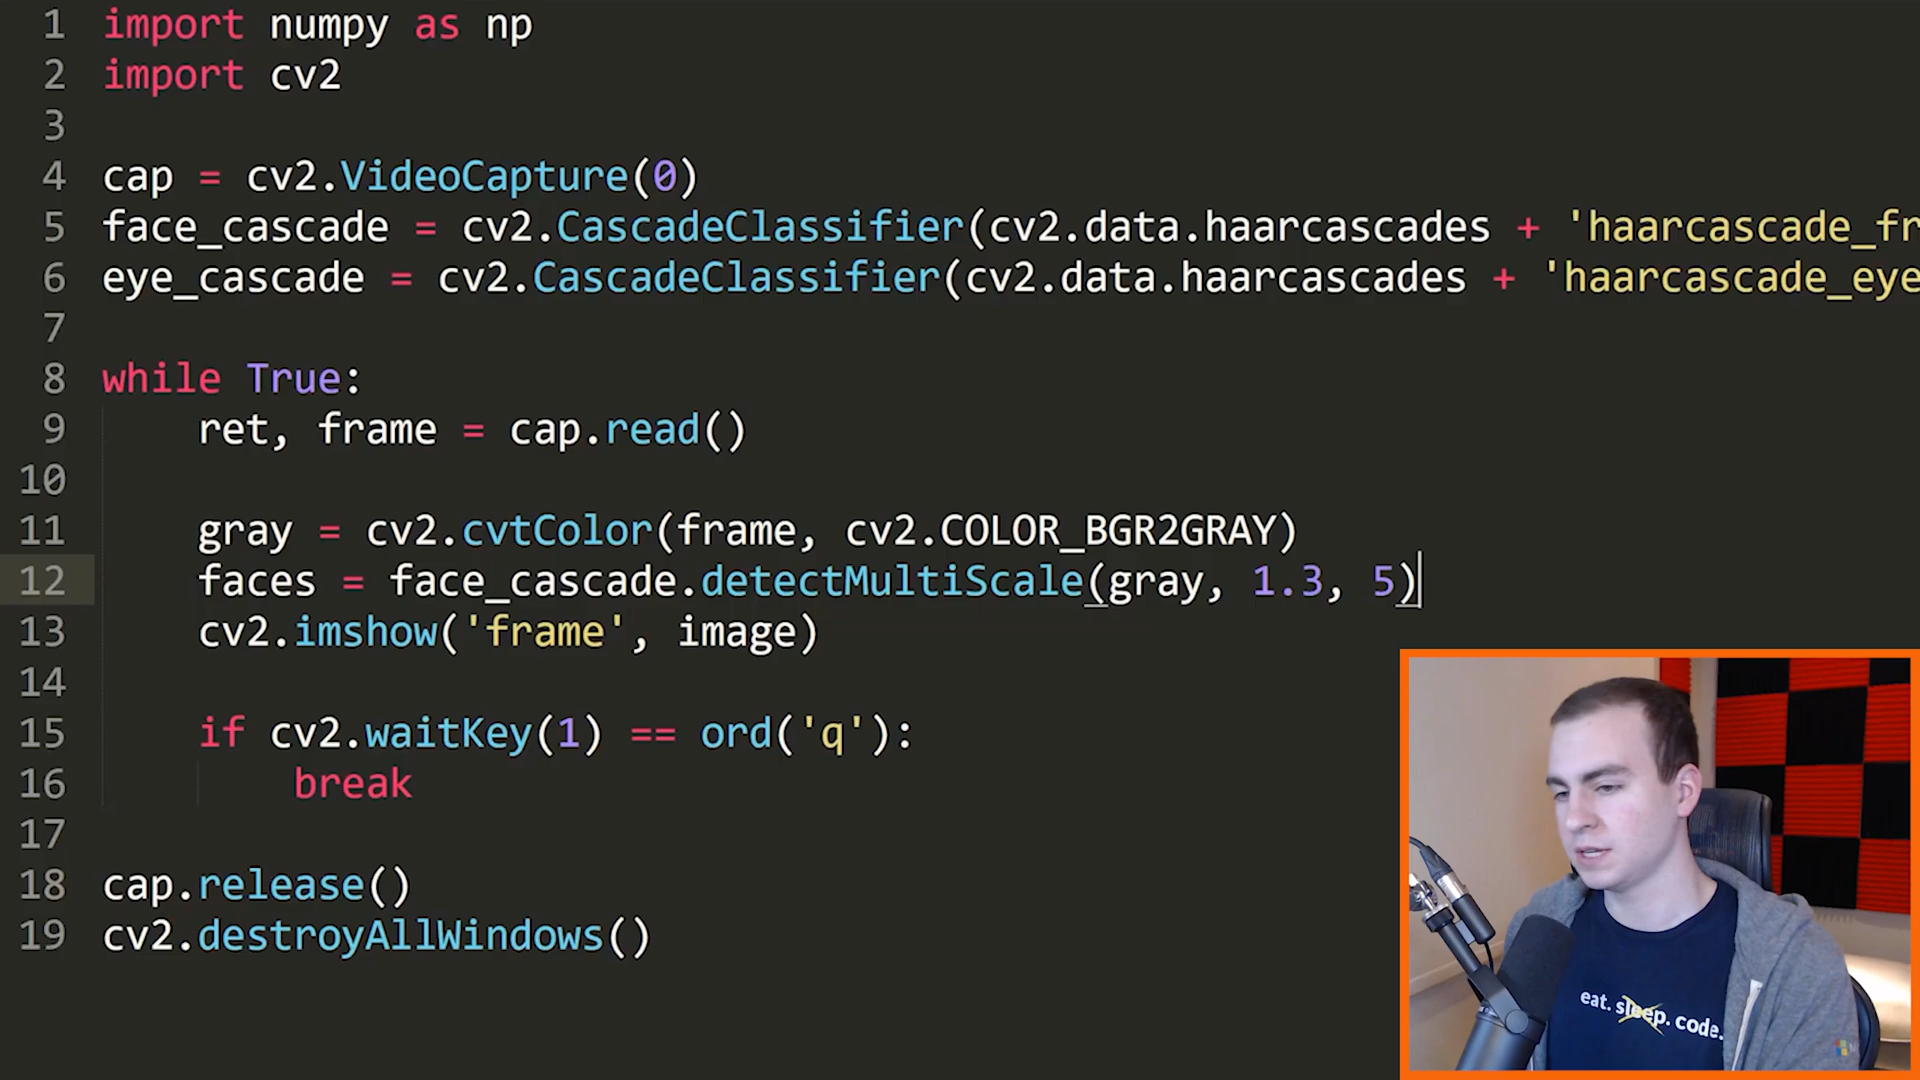 1 import numpy as np
2 import cv2
3
4 cap = cv2.VideoCapture(0)
5 face_cascade = cv2.CascadeClassifier(cv2.data.haarcascades + 'haarcascade_fr
6 eye_cascade = cv2.CascadeClassifier(cv2.data.haarcascades + 'haarcascade_eye
7
8 while True:
9     ret, frame = cap.read()
10
11     gray = cv2.cvtColor(frame, cv2.COLOR_BGR2GRAY)
12     faces = face_cascade.detectMultiScale(gray, 1.3, 5)
13     cv2.imshow('frame', image)
14
15     if cv2.waitKey(1) == ord('q'):
16         break
17
18 cap.release()
19 cv2.destroyAllWindows()
eat. sleep. code.